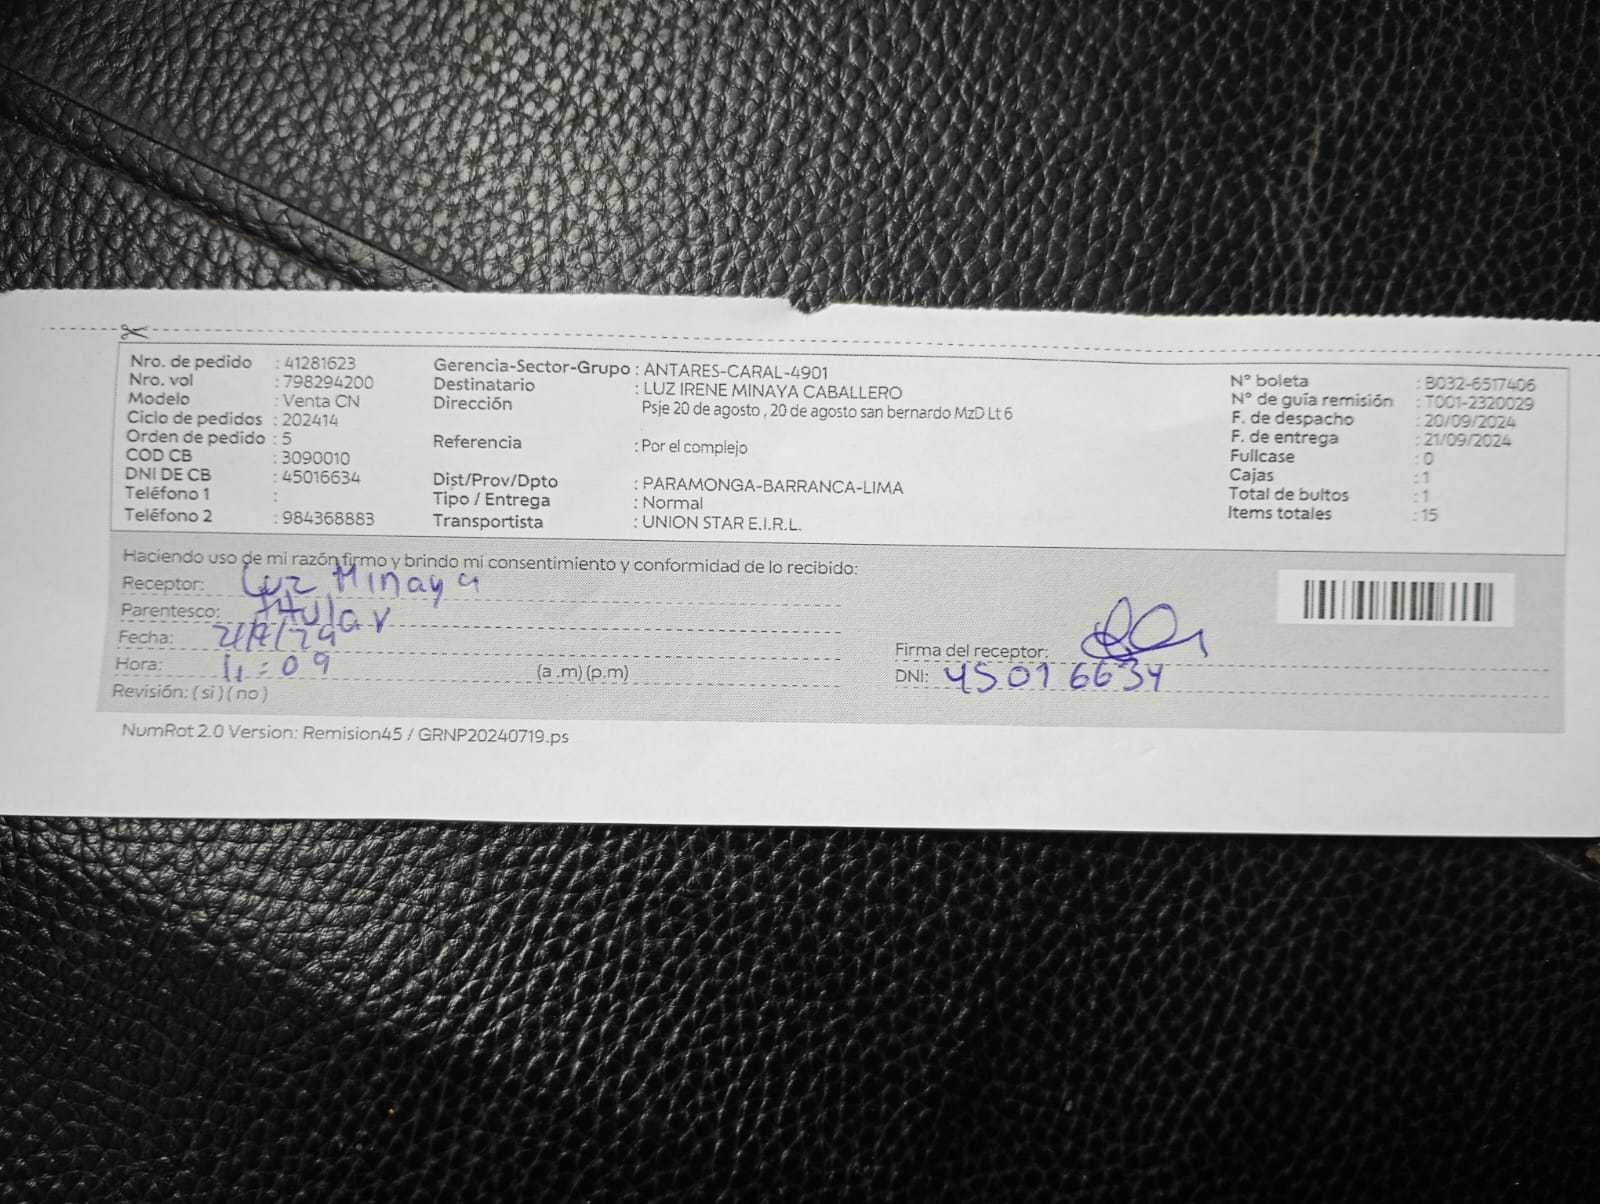 Nro. de pedido : 41281623
Nro. vol : 798294200
Modelo : Venta CN
Ciclo de pedidos : 202414
Orden de pedido : 5
COD CB : 3090010
DNI DE CB : 45016634
Teléfono 1 :
Teléfono 2 : 984368883
Gerencia-Sector-Grupo : ANTARES-CARAL-4901
Destinatario : LUZ IRENE MINAYA CABALLERO
Dirección Psje 20 de agosto , 20 de agosto san bernardo MzD Lt 6
Referencia : Por el complejo
Dist/Prov/Dpto : PARAMONGA-BARRANCA-LIMA
Tipo / Entrega : Normal
Transportista : UNION STAR E.I.R.L.
N° boleta : B032-6517406
N° de guía remisión : T001-2320029
F. de despacho : 20/09/2024
F. de entrega : 21/09/2024
Fullcase : 0
Cajas : 1
Total de bultos : 1
Items totales : 15
Haciendo uso de mi razón firmo y brindo mi consentimiento y conformidad de lo recibido:
Receptor: Luz Minaya
Parentesco: titular
Fecha:
Hora: 11:09 (a .m) (p.m)
Revisión: ( si ) ( no )
Firma del receptor:
DNI: 45016634
NumRot 2.0 Version: Remision45 / GRNP20240719.ps